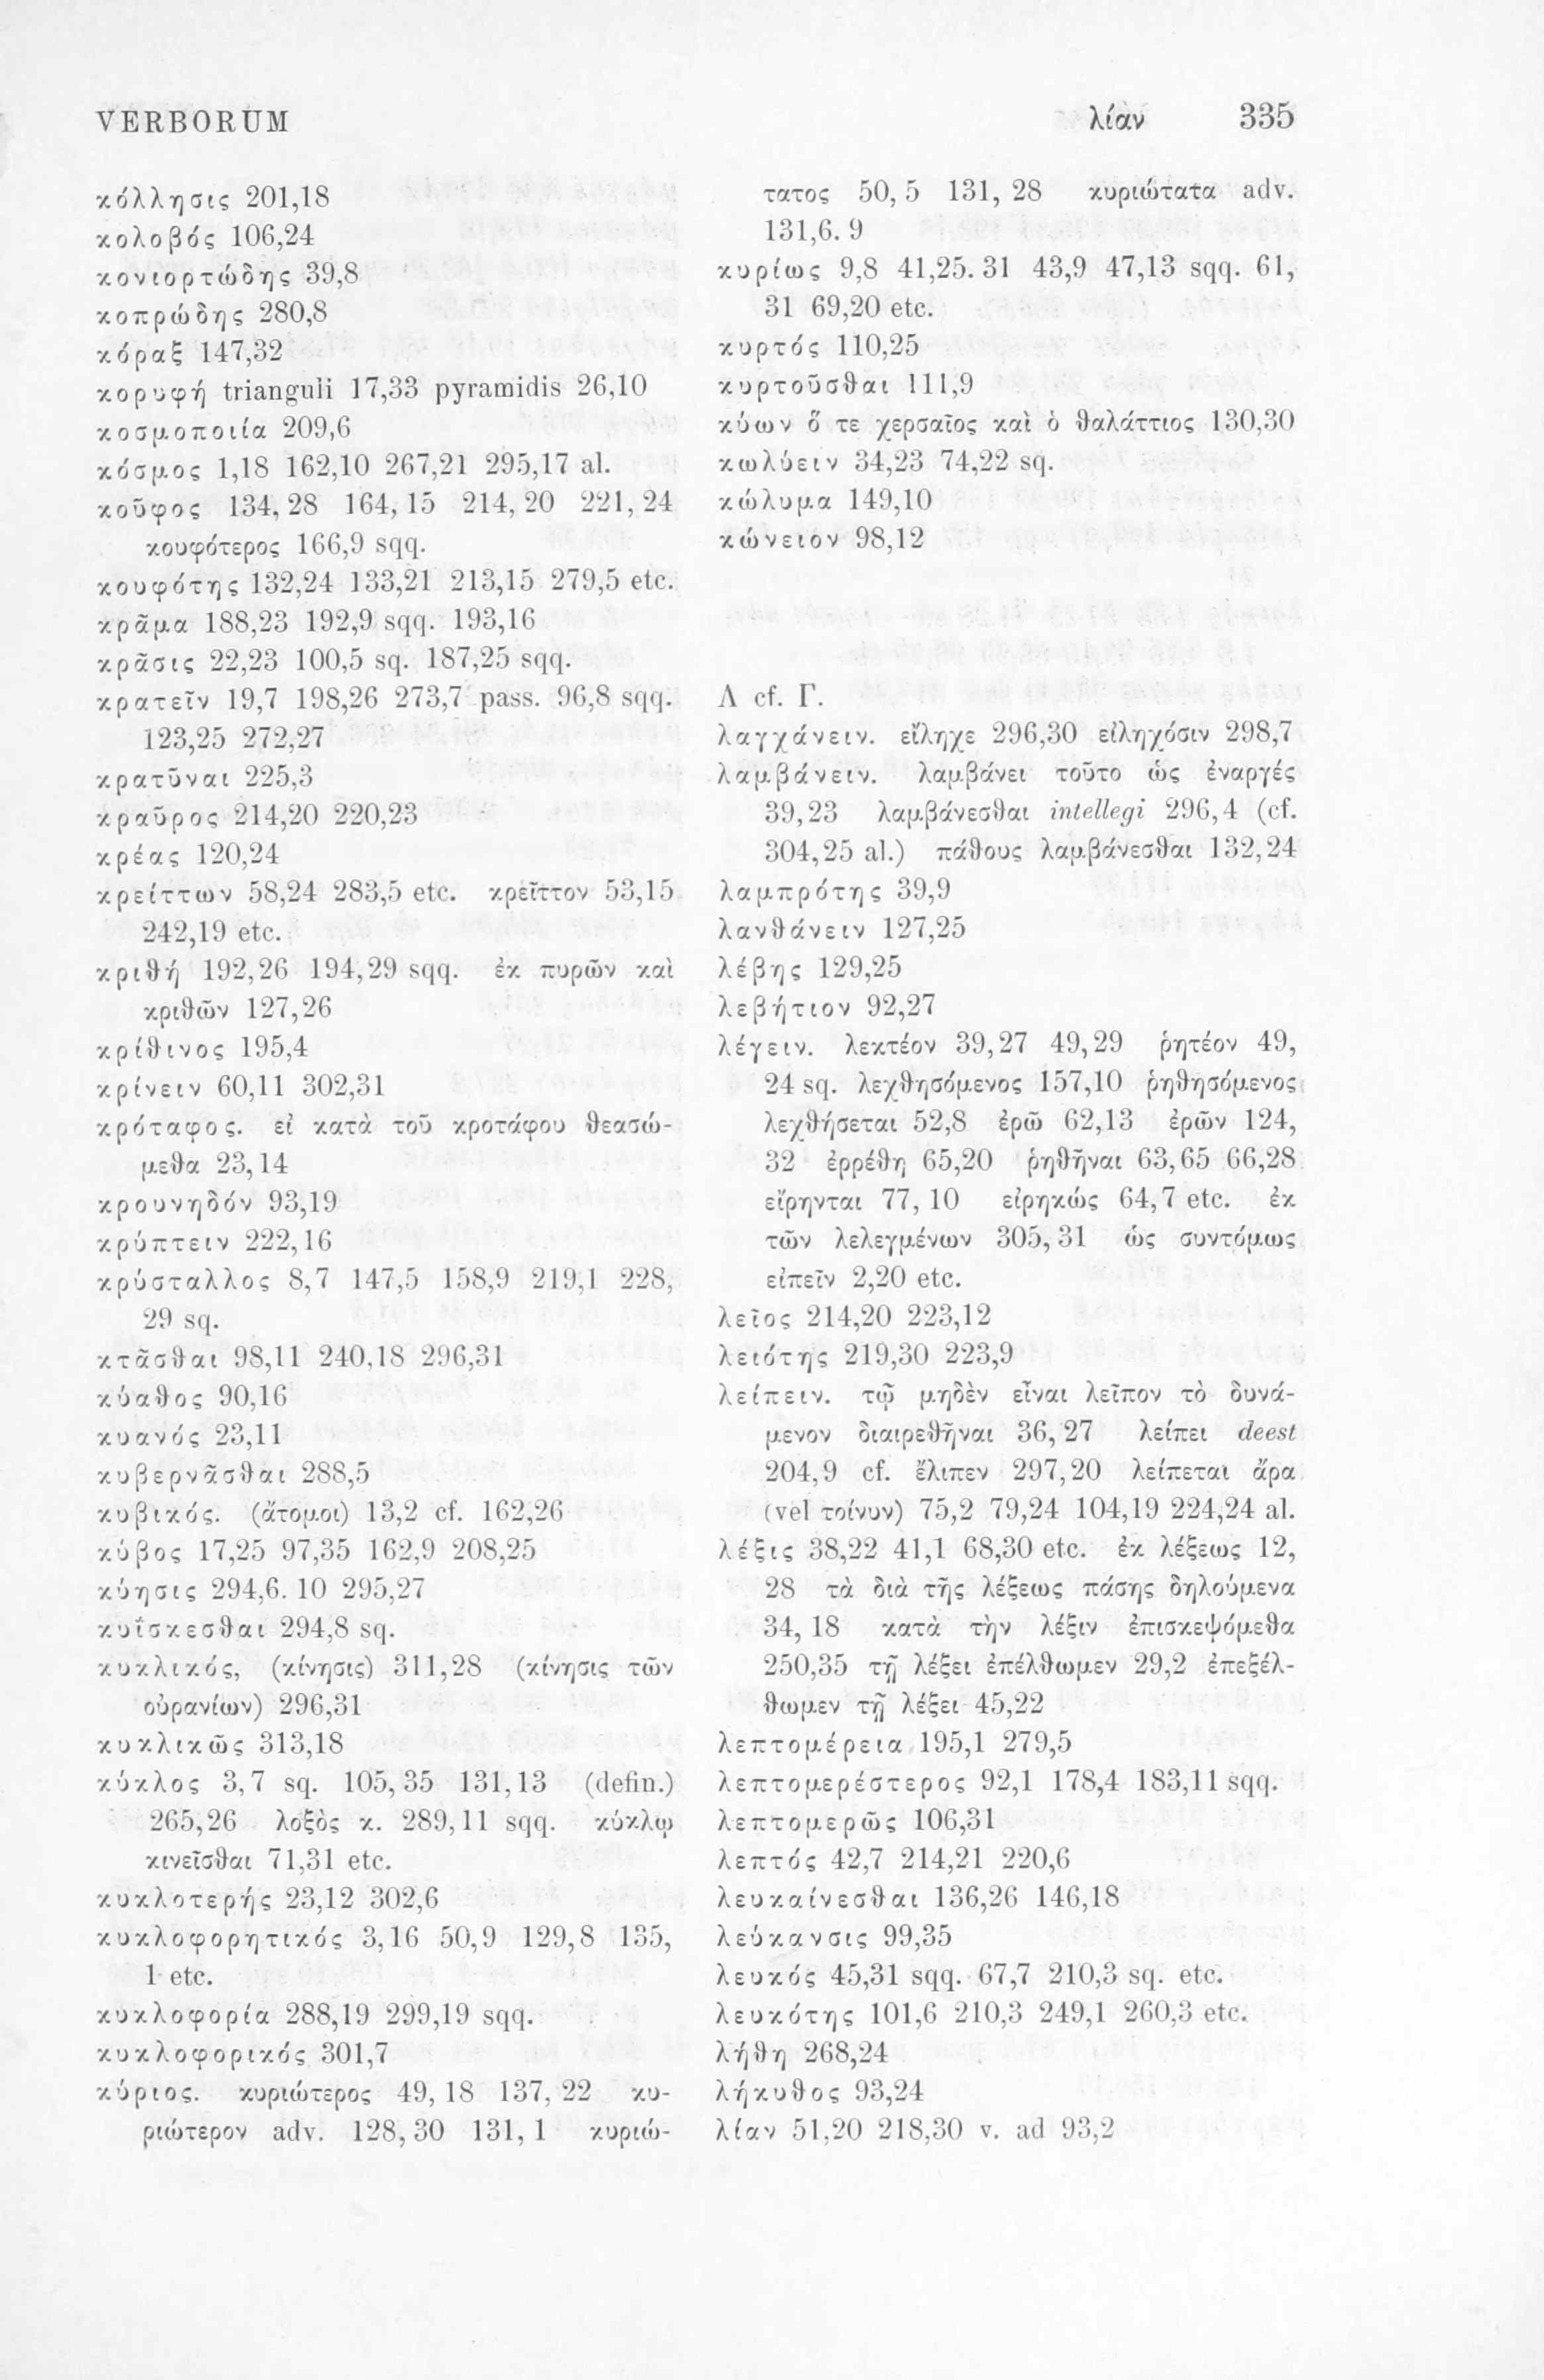 VERBORUM λίαν 335
κόλλησις 201,18
κολοβός 106,24
κονιορτώδης 39,8
κοπρώδης 280,8
κόραξ 147,32
κορυφή trianguli 17,33 pyramidis 26,10
κοσμοποιία 209,6
κόσμος 1,18 162,10 267,21 295,17 al.
κοῦφος 134,28 164,15 214,20 221,24
κουφότερος 166,9 sqq.
κουφότης 132,24 133,21 213,15 279,5 etc.
κρᾶμα 188,23 192,9 sqq. 193,16
κρᾶσις 22,23 100,5 sq. 187,25 sqq.
κρατεῖν 19,7 198,26 273,7 pass. 96,8 sqq.
123,25 272,27
κρατῦναι 225,3
κραῦρος 214,20 220,23
κρέας 120,24
κρείττων 58,24 283,5 etc. κρεῖττον 53,15
242,19 etc.
κριθή 192,26 194,29 sqq. ἐκ πυρῶν καὶ
κριθῶν 127,26
κρίθινος 195,4
κρίνειν 60,11 302,31
κρόταφος. εἰ κατὰ τοῦ κροτάφου θεασώ-
μεθα 23,14
κρουνηδόν 93,19
κρύπτειν 222,16
κρύσταλλος 8,7 147,5 158,9 219,1 228,
29 sq.
κτᾶσθαι 98,11 240,18 296,31
κύαθος 90,16
κυανός 23,11
κυβερνᾶσθαι 288,5
κυβικός. (ἄτομοι) 13,2 cf. 162,26
κύβος 17,25 97,35 162,9 208,25
κύησις 294,6. 10 295,27
κυΐσκεσθαι 294,8 sq.
κυκλικός, (κίνησις) 311,28 (κίνησις τῶν
οὐρανίων) 296,31
κυκλικῶς 313,18
κύκλος 3,7 sq. 105,35 131,13 (defin.)
265,26 λοξὸς κ. 289,11 sqq. κύκλῳ
κινεῖσθαι 71,31 etc.
κυκλοτερής 23,12 302,6
κυκλοφορητικός 3,16 50,9 129,8 135,
1 etc.
κυκλοφορία 288,19 299,19 sqq.
κυκλοφορικός 301,7
κύριος. κυριώτερος 49,18 137,22 κυ-
ριώτερον adv. 128,30 131,1 κυριώ-
τατος 50,5 131,28 κυριώτατα adv.
131,6. 9
κυρίως 9,8 41,25. 31 43,9 47,13 sqq. 61,
31 69,20 etc.
κυρτός 110,25
κυρτοῦσθαι 111,9
κύων ὅ τε χερσαῖος καὶ ὁ θαλάττιος 130,30
κωλύειν 34,23 74,22 sq.
κώλυμα 149,10
κώνειον 98,12
Λ cf. Γ.
λαγχάνειν. εἴληχε 296,30 εἰληχόσιν 298,7
λαμβάνειν. λαμβάνει τοῦτο ὡς ἐναργές
39,23 λαμβάνεσθαι intellegi 296,4 (cf.
304,25 al.) πάθους λαμβάνεσθαι 132,24
λαμπρότης 39,9
λανθάνειν 127,25
λέβης 129,25
λεβήτιον 92,27
λέγειν. λεκτέον 39,27 49,29 ῥητέον 49,
24 sq. λεχθησόμενος 157,10 ῥηθησόμενος
λεχθήσεται 52,8 ἐρῶ 62,13 ἐρῶν 124,
32 ἐρρέθη 65,20 ῥηθῆναι 63,65 66,28
εἴρηνται 77,10 εἰρηκώς 64,7 etc. ἐκ
τῶν λελεγμένων 305,31 ὡς συντόμως
εἰπεῖν 2,20 etc.
λεῖος 214,20 223,12
λειότης 219,30 223,9
λείπειν. τῷ μηδὲν εἶναι λεῖπον τὸ δυνά-
μενον διαιρεθῆναι 36,27 λείπει deest
204,9 cf. ἔλιπεν 297,20 λείπεται ἄρα
(vel τοίνυν) 75,2 79,24 104,19 224,24 al.
λέξις 38,22 41,1 68,30 etc. ἐκ λέξεως 12,
28 τὰ διὰ τῆς λέξεως πάσης δηλούμενα
34,18 κατὰ τὴν λέξιν ἐπισκεψόμεθα
250,35 τῇ λέξει ἐπέλθωμεν 29,2 ἐπεξέλ-
θωμεν τῇ λέξει 45,22
λεπτομέρεια 195,1 279,5
λεπτομερέστερος 92,1 178,4 183,11 sqq.
λεπτομερῶς 106,31
λεπτός 42,7 214,21 220,6
λευκαίνεσθαι 136,26 146,18
λεύκανσις 99,35
λευκός 45,31 sqq. 67,7 210,3 sq. etc.
λευκότης 101,6 210,3 249,1 260,3 etc.
λήθη 268,24
λήκυθος 93,24
λίαν 51,20 218,30 v. ad 93,2